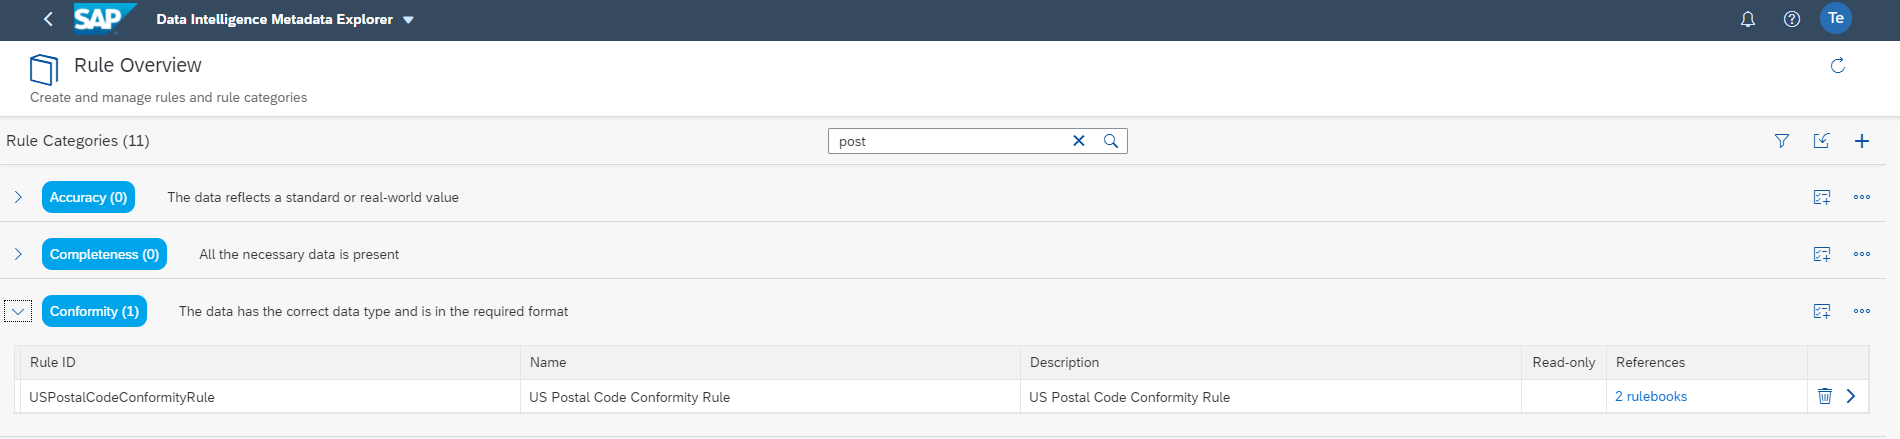 SAP Data Intelligence Metadata Explorer Te
Rule Overview
Create and manage rules and rule categories
Rule Categories (11) post
Accuracy (0) The data reflects a standard or real-world value
Completeness (0) All the necessary data is present
Conformity (1) The data has the correct data type and is in the required format
Rule ID Name Description Read-only References
USPostalCodeConformityRule US Postal Code Conformity Rule US Postal Code Conformity Rule 2 rulebooks